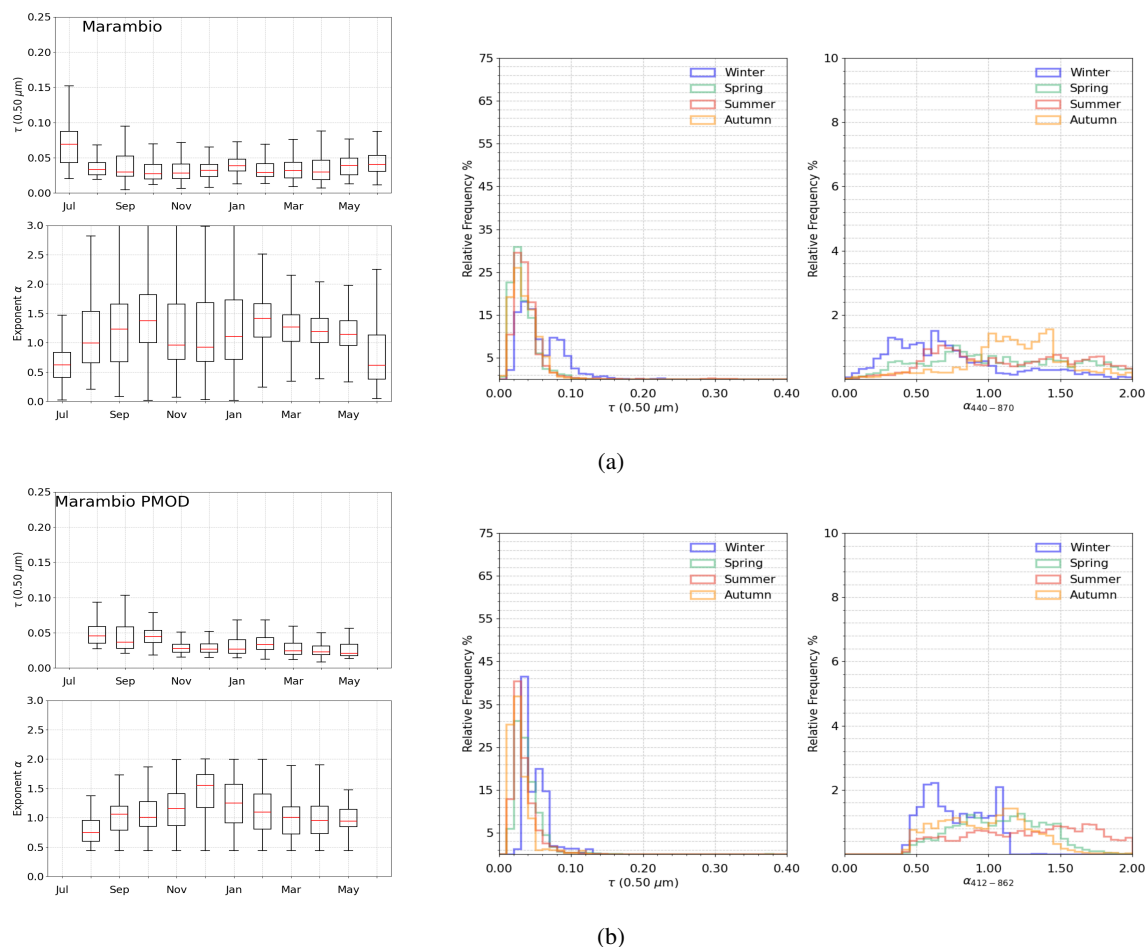 Marambio
0.25
0.20
0.15
0.10
0.05
0.00
τ (0.50 μm)
Jul Sep Nov Jan Mar May
3.0
2.5
2.0
1.5
1.0
0.5
0.0
Exponent α
Jul Sep Nov Jan Mar May
75
65
55
45
35
25
15
5
Relative Frequency %
Winter
Spring
Summer
Autumn
0.00 0.10 0.20 0.30 0.40
τ (0.50 μm)
10
8
6
4
2
Relative Frequency %
Winter
Spring
Summer
Autumn
0.00 0.50 1.00 1.50 2.00
α440−870
(a)
Marambio PMOD
0.25
0.20
0.15
0.10
0.05
0.00
τ (0.50 μm)
Jul Sep Nov Jan Mar May
3.0
2.5
2.0
1.5
1.0
0.5
0.0
Exponent α
Jul Sep Nov Jan Mar May
75
65
55
45
35
25
15
5
Relative Frequency %
Winter
Spring
Summer
Autumn
0.00 0.10 0.20 0.30 0.40
τ (0.50 μm)
10
8
6
4
2
Relative Frequency %
Winter
Spring
Summer
Autumn
0.00 0.50 1.00 1.50 2.00
α412−862
(b)